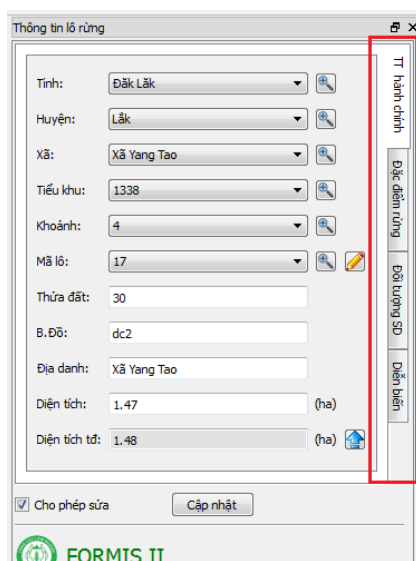 Thông tin lô rừng
Tỉnh: Đăk Lăk
Huyện: Lắk
Xã: Xã Yang Tao
Tiểu khu: 1338
Khoảnh: 4
Mã lô: 17
Thửa đất: 30
B.Đồ: dc2
Địa danh: Xã Yang Tao
Diện tích: 1.47 (ha)
Diện tích tđ: 1.48 (ha)
Cho phép sửa Cập nhật
FORMIS II
TT hành chính
Đặc điểm rừng
Đối tượng SD
Diễn biến